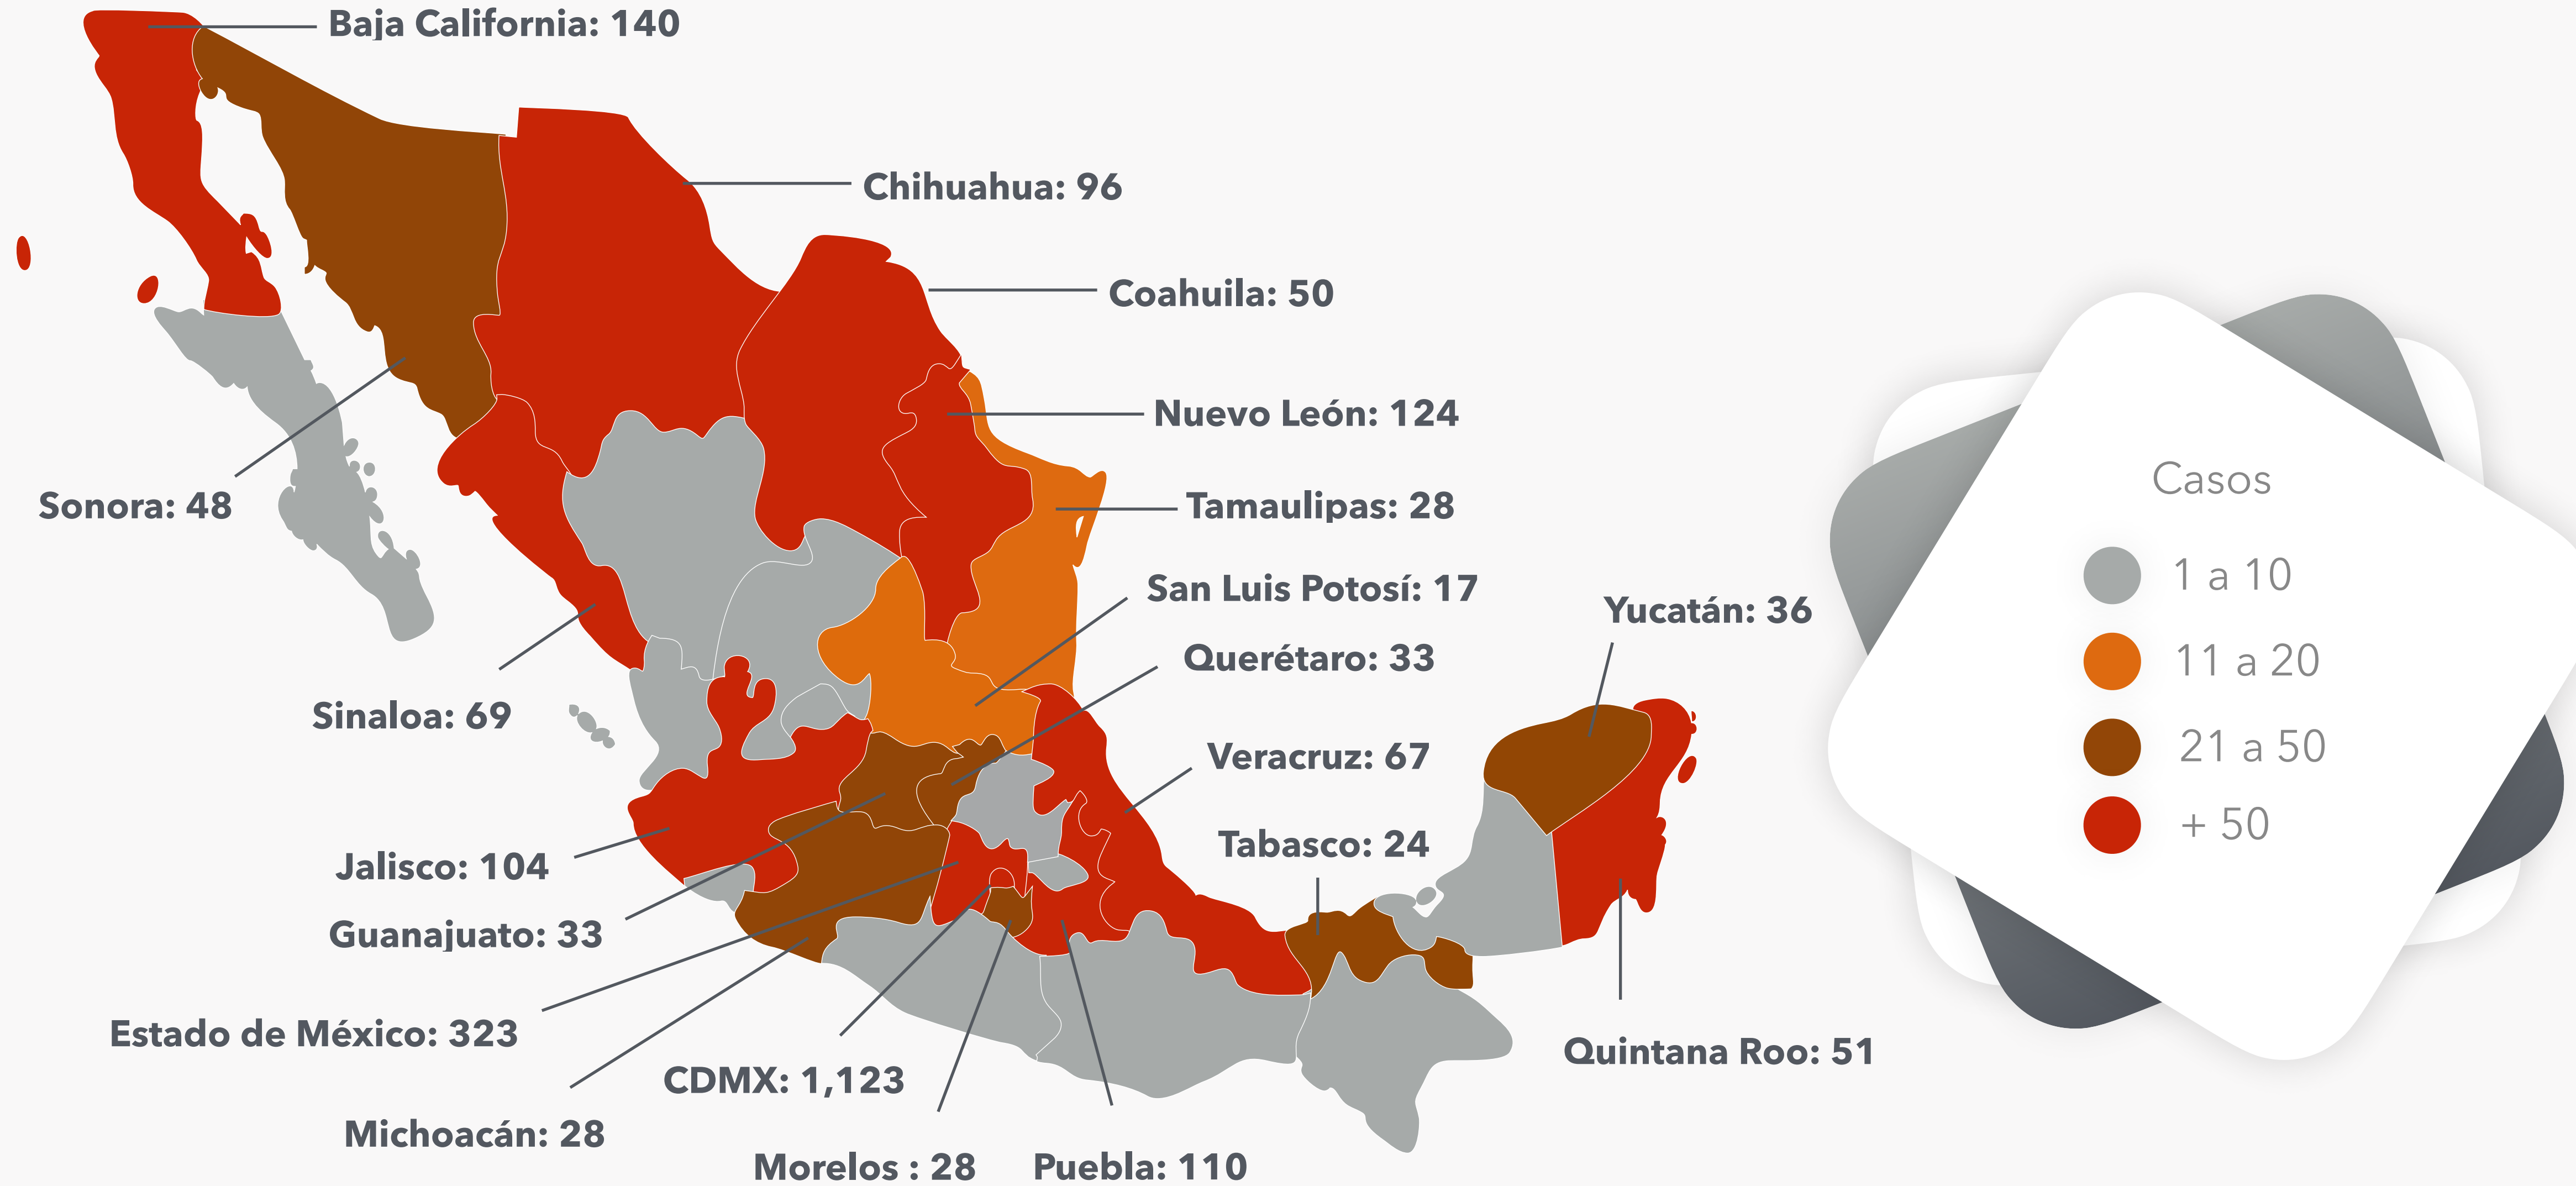 Baja California: 140
Chihuahua: 96
Coahuila: 50
Nuevo León: 124
Sonora: 48
Tamaulipas: 28
San Luis Potosí: 17
Yucatán: 36
Querétaro: 33
Sinaloa: 69
Veracruz: 67
Tabasco: 24
Jalisco: 104
Guanajuato: 33
Estado de México: 323
Quintana Roo: 51
CDMX: 1,123
Michoacán: 28
Morelos : 28
Puebla: 110
Casos
1 a 10
11 a 20
21 a 50
+ 50